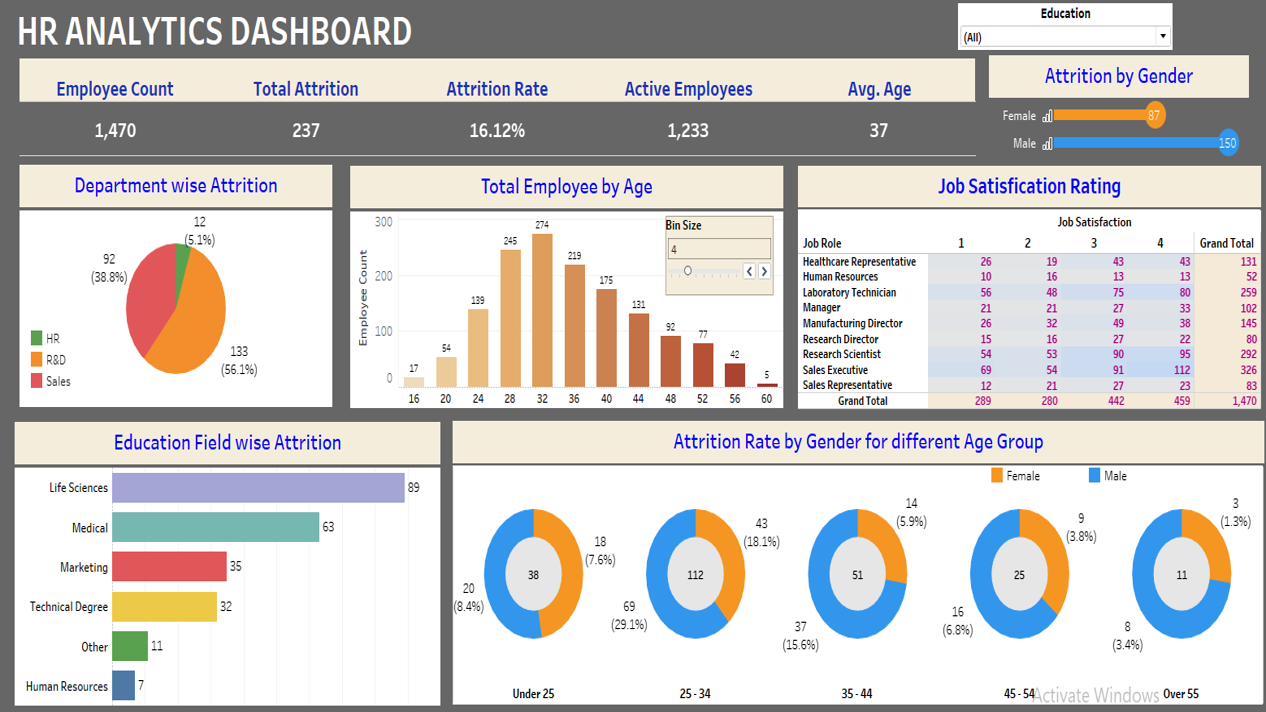 HR ANALYTICS DASHBOARD
Education
(All)
Employee Count Total Attrition Attrition Rate Active Employees Avg. Age
1,470 237 16.12% 1,233 37
Attrition by Gender
Female 87
Male 150
Department wise Attrition
12
(5.1%)
92
(38.8%)
133
(56.1%)
HR
R&D
Sales
Total Employee by Age
Bin Size
4
Employee Count
300
200
100
0
17 54 139 245 274 219 175 131 92 77 42 5
16 20 24 28 32 36 40 44 48 52 56 60
Job Satisfication Rating
Job Satisfaction
Job Role 1 2 3 4 Grand Total
Healthcare Representative 26 19 43 43 131
Human Resources 10 16 13 13 52
Laboratory Technician 56 48 75 80 259
Manager 21 21 27 33 102
Manufacturing Director 26 32 49 38 145
Research Director 15 16 27 22 80
Research Scientist 54 53 90 95 292
Sales Executive 69 54 91 112 326
Sales Representative 12 21 27 23 83
Grand Total 289 280 442 459 1,470
Education Field wise Attrition
Life Sciences 89
Medical 63
Marketing 35
Technical Degree 32
Other 11
Human Resources 7
Attrition Rate by Gender for different Age Group
Female Male
18
(7.6%)
38
20
(8.4%)
Under 25
43
(18.1%)
112
69
(29.1%)
25 - 34
14
(5.9%)
51
37
(15.6%)
35 - 44
9
(3.8%)
25
16
(6.8%)
45 - 54
3
(1.3%)
11
8
(3.4%)
Over 55
Activate Windows